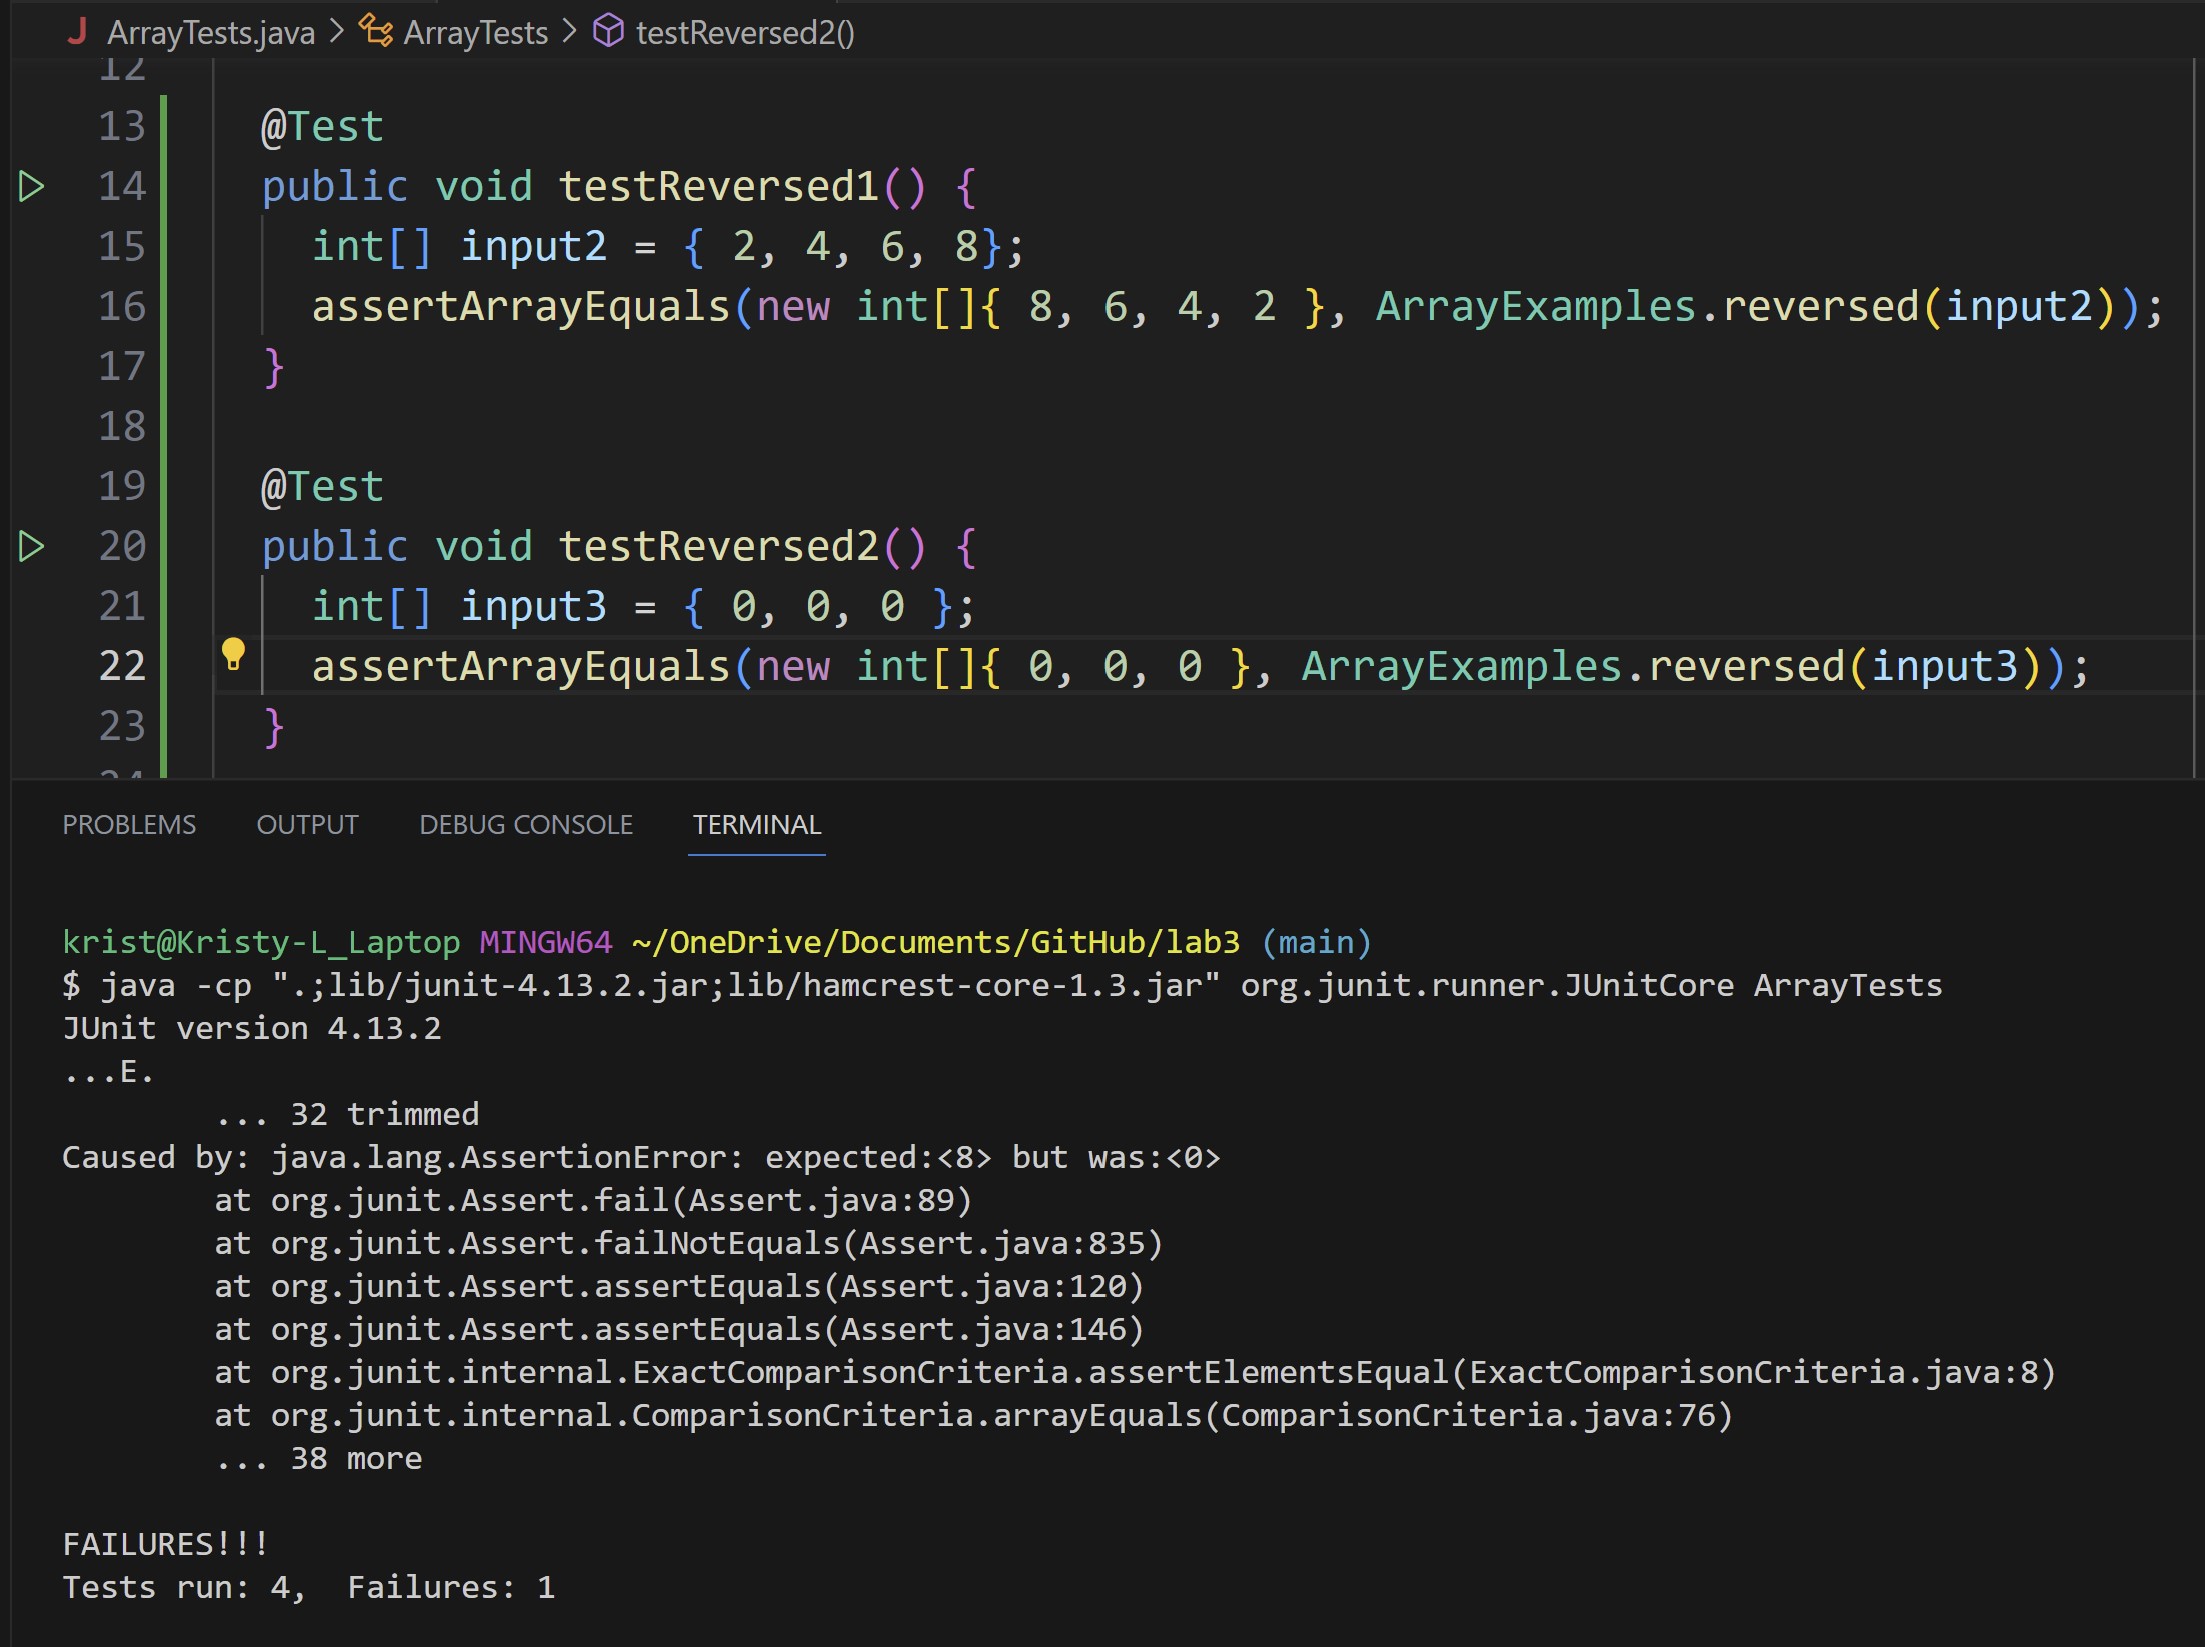 J ArrayTests.java > ArrayTests > testReversed2()
12
13 @Test
14 public void testReversed1() {
15 int[] input2 = { 2, 4, 6, 8};
16 assertArrayEquals(new int[]{ 8, 6, 4, 2 }, ArrayExamples.reversed(input2));
17 }
18
19 @Test
20 public void testReversed2() {
21 int[] input3 = { 0, 0, 0 };
22 assertArrayEquals(new int[]{ 0, 0, 0 }, ArrayExamples.reversed(input3));
23 }
24
PROBLEMS OUTPUT DEBUG CONSOLE TERMINAL
krist@Kristy-L_Laptop MINGW64 ~/OneDrive/Documents/GitHub/lab3 (main)
$ java -cp ".;lib/junit-4.13.2.jar;lib/hamcrest-core-1.3.jar" org.junit.runner.JUnitCore ArrayTests
JUnit version 4.13.2
...E.
... 32 trimmed
Caused by: java.lang.AssertionError: expected:<8> but was:<0>
at org.junit.Assert.fail(Assert.java:89)
at org.junit.Assert.failNotEquals(Assert.java:835)
at org.junit.Assert.assertEquals(Assert.java:120)
at org.junit.Assert.assertEquals(Assert.java:146)
at org.junit.internal.ExactComparisonCriteria.assertElementsEqual(ExactComparisonCriteria.java:8)
at org.junit.internal.ComparisonCriteria.arrayEquals(ComparisonCriteria.java:76)
... 38 more
FAILURES!!!
Tests run: 4,  Failures: 1